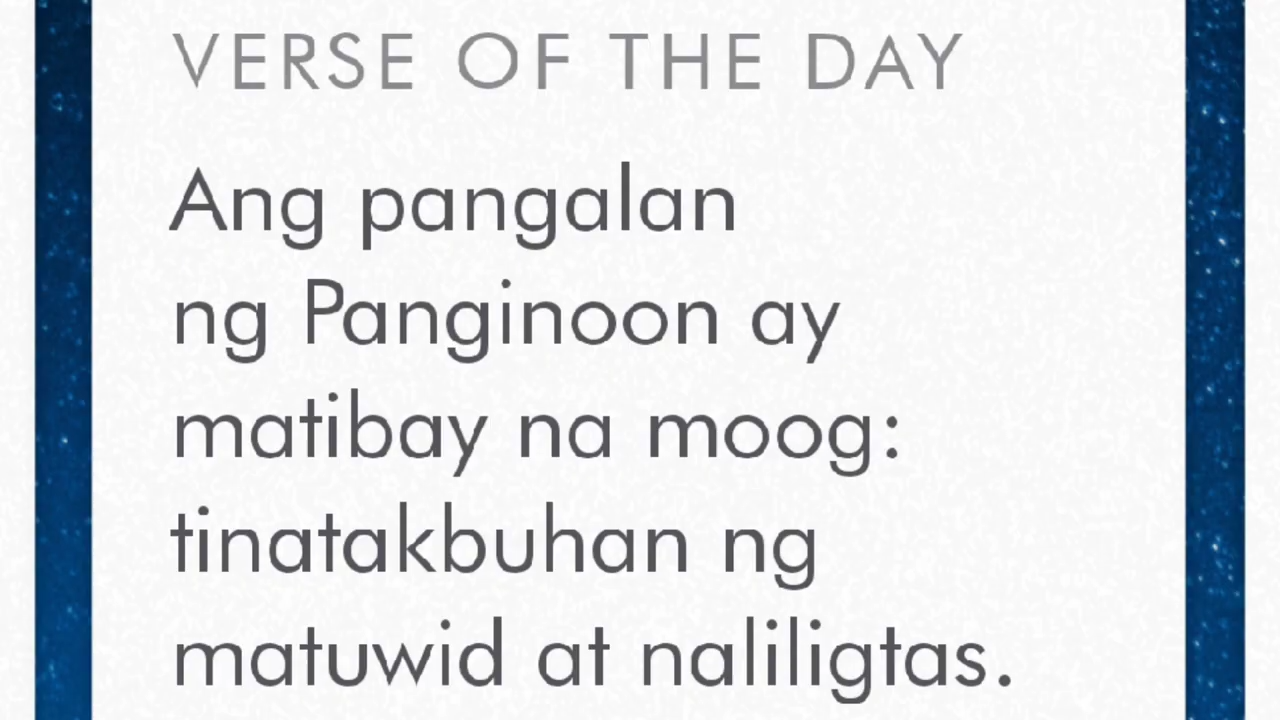 VERSE OF THE DAY
Ang pangalan
ng Panginoon ay
matibay na moog:
tinatakbuhan ng
matuwid at naliligtas.